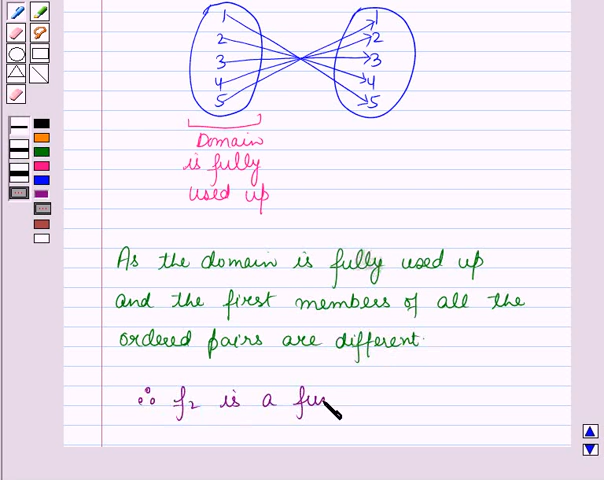 1 1
2 2
3 3
4 4
5 5
Domain
is fully
used up
As the domain is fully used up
and the first members of all the
ordered pairs are different.
∴ f₂ is a fun